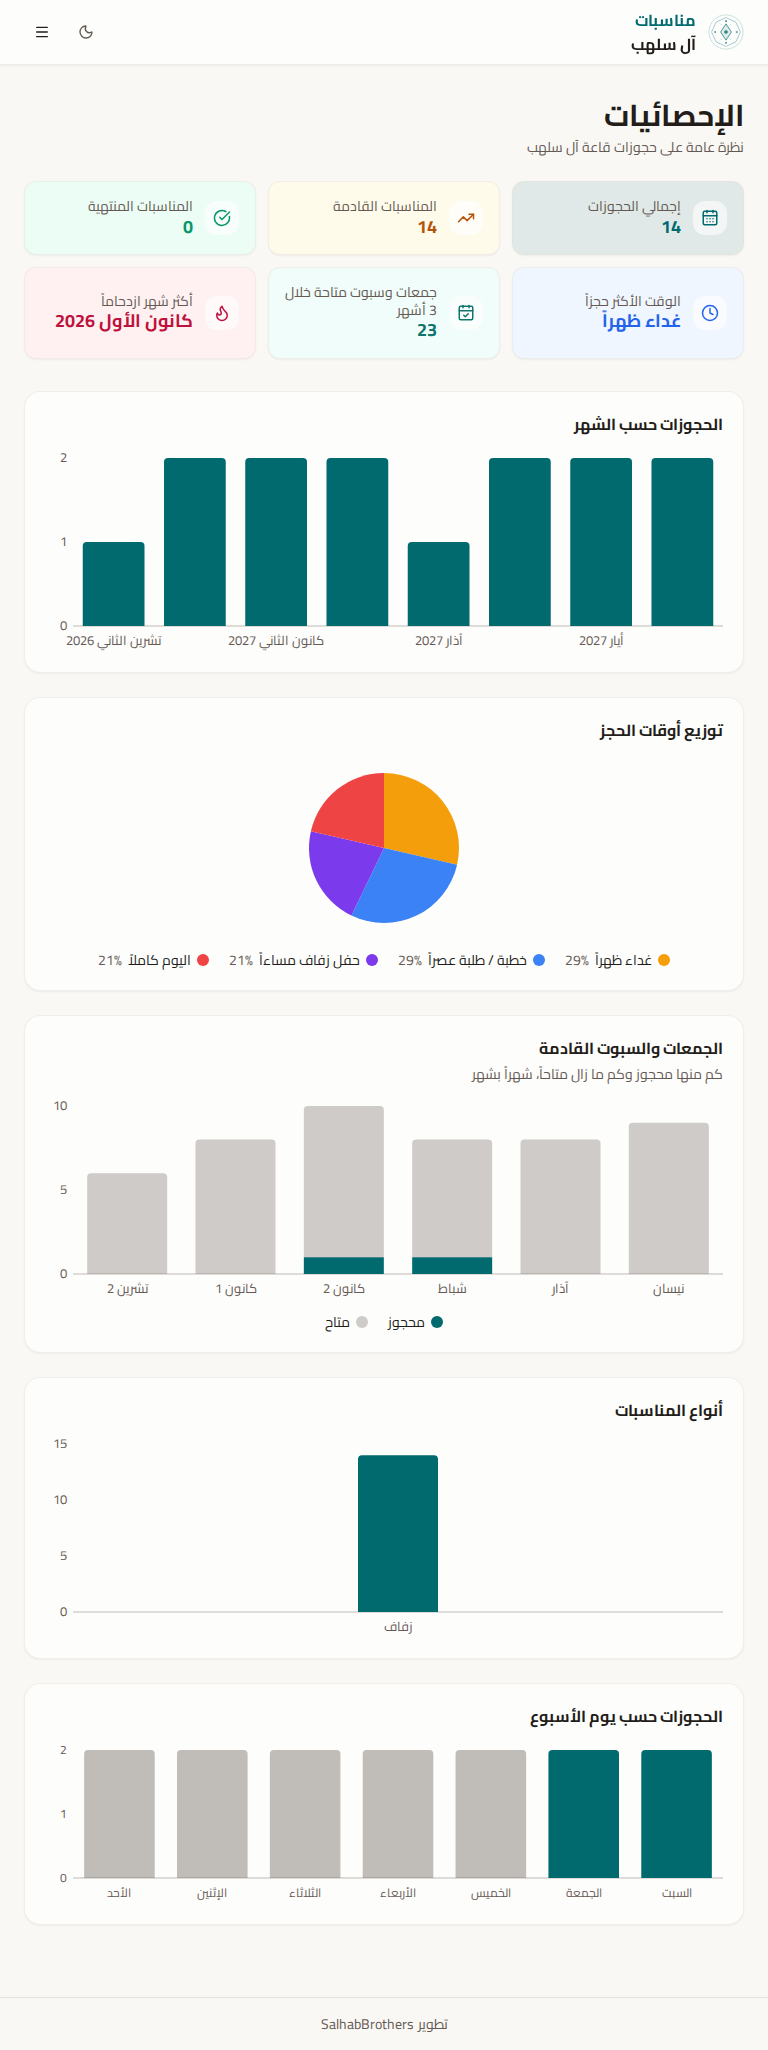 مناسبات
آل سلهب
الإحصائيات
نظرة عامة على حجوزات قاعة آل سلهب
إجمالي الحجوزات
14
المناسبات القادمة
14
المناسبات المنتهية
0
الوقت الأكثر حجزاً
غداء ظهراً
جمعات وسبوت متاحة خلال
3 أشهر
23
أكثر شهر ازدحاماً
كانون الأول 2026
الحجوزات حسب الشهر
2
1
0
تشرين الثاني 2026
كانون الثاني 2027
آذار 2027
أيار 2027
توزيع أوقات الحجز
غداء ظهراً 29%
خطبة / طلبة عصراً 29%
حفل زفاف مساءاً 21%
اليوم كاملاً 21%
الجمعات والسبوت القادمة
كم منها محجوز وكم ما زال متاحاً، شهراً بشهر
10
5
0
تشرين 2
كانون 1
كانون 2
شباط
آذار
نيسان
محجوز
متاح
أنواع المناسبات
15
10
5
0
زفاف
الحجوزات حسب يوم الأسبوع
2
1
0
الأحد
الإثنين
الثلاثاء
الأربعاء
الخميس
الجمعة
السبت
تطوير SalhabBrothers